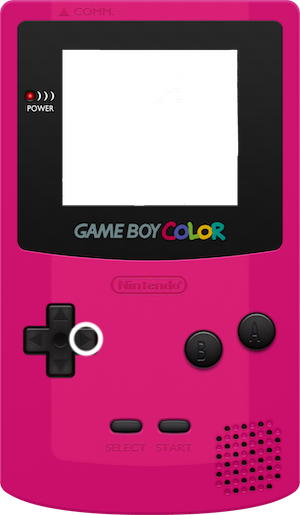 ▲ COMM.
POWER
GAME BOY COLOR
Nintendo
B A
SELECT START